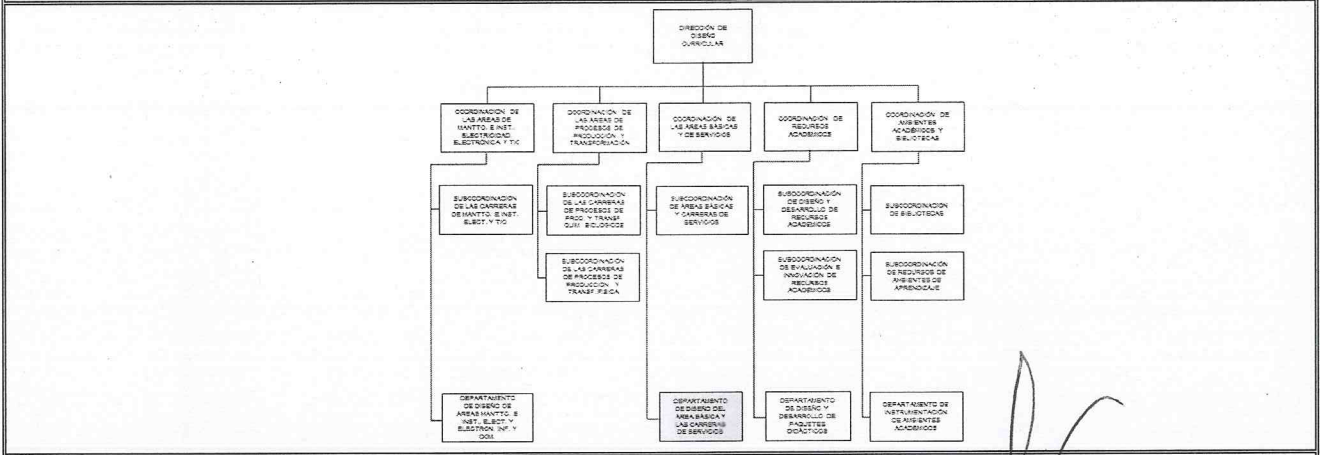 DIRECCIÓN DE
DISEÑO
CURRICULAR
COORDINACIÓN DE
LAS AREAS DE
MANTTO. E INST.
ELECTRICIDAD,
ELECTRÓNICA Y TIC
COORDINACIÓN DE
LAS ÁREAS DE
PROCESOS DE
PRODUCCIÓN Y
TRANSFORMACIÓN
COORDINACIÓN DE
LAS ÁREAS BÁSICAS
Y DE SERVICIOS
COORDINACIÓN DE
RECURSOS
ACADÉMICOS
COORDINACIÓN DE
AMBIENTES
ACADÉMICOS Y
BIBLIOTECAS
SUBCOORDINACIÓN
DE LAS CARRERAS
DE MANTTO. E INST.
ELECT. Y TIC
SUBCOORDINACIÓN
DE LAS CARRERAS
DE PROCESOS DE
PROD. Y TRANSF.
QUIM. BIOLOGICOS
SUBCOORDINACIÓN
DE ÁREAS BÁSICAS
Y CARRERAS DE
SERVICIOS
SUBCOORDINACIÓN
DE DISEÑO Y
DESARROLLO DE
RECURSOS
ACADÉMICOS
SUBCOORDINACIÓN
DE BIBLIOTECAS
SUBCOORDINACIÓN
DE LAS CARRERAS
DE PROCESOS DE
PRODUCCIÓN Y
TRANSF. FISICA
SUBCOORDINACIÓN
DE EVALUACIÓN E
INNOVACIÓN DE
RECURSOS
ACADÉMICOS
SUBCOORDINACIÓN
DE RECURSOS DE
AMBIENTES DE
APRENDIZAJE
DEPARTAMENTO
DE DISEÑO DE
AREAS MANTTO. E
INST., ELECT. Y
ELECTRON. INF. Y
COM.
DEPARTAMENTO
DE DISEÑO DEL
ÁREA BÁSICA Y
LAS CARRERAS
DE SERVICIOS
DEPARTAMENTO
DE DISEÑO Y
DESARROLLO DE
PAQUETES
DIDÁCTICOS
DEPARTAMENTO DE
INSTRUMENTACIÓN
DE AMBIENTES
ACADÉMICOS